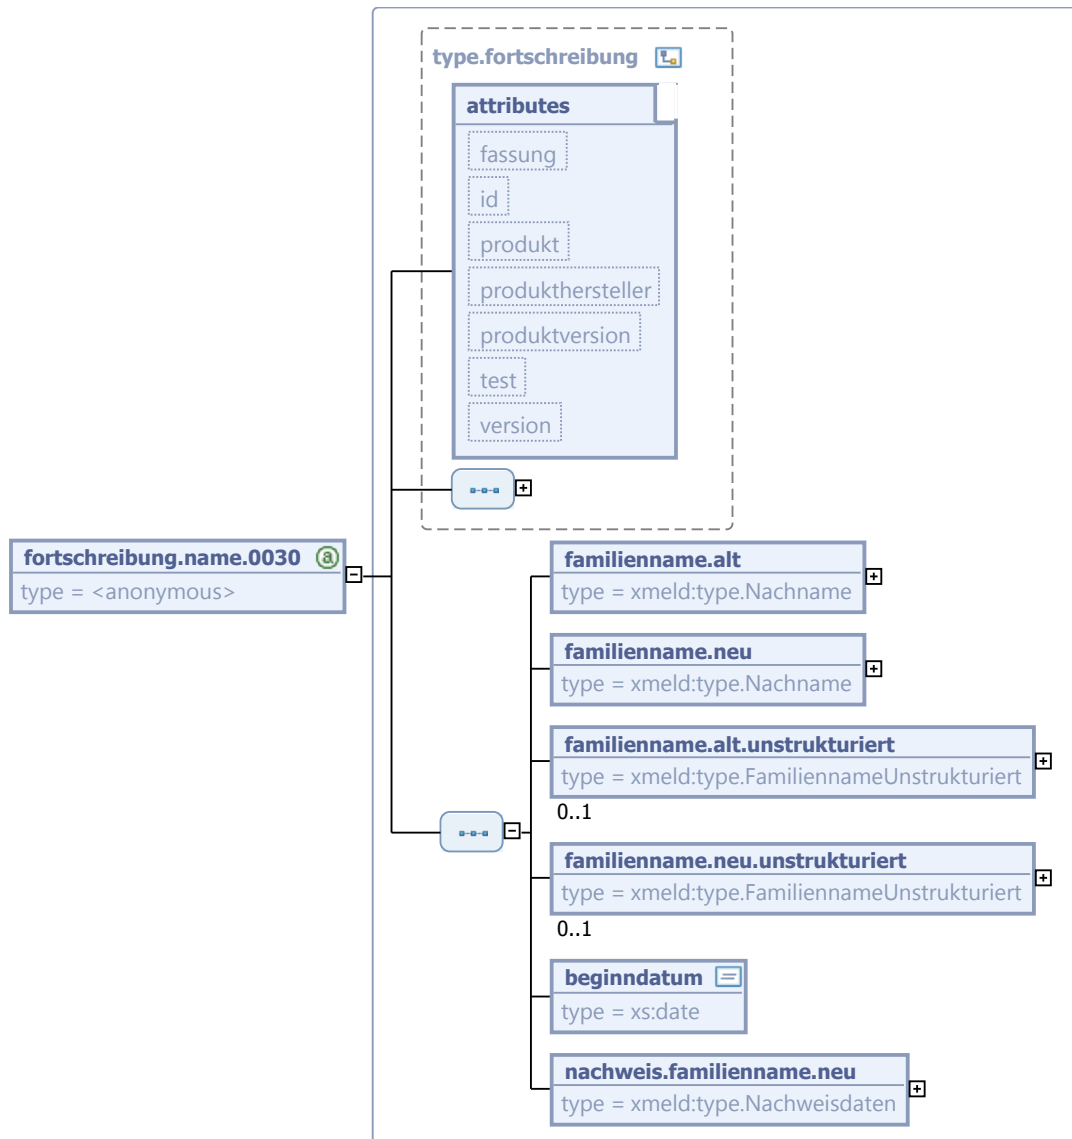 type.fortschreibung
attributes
fassung
id
produkt
produkthersteller
produktversion
test
version
fortschreibung.name.0030 a
type = <anonymous>
familienname.alt
type = xmeld:type.Nachname
familienname.neu
type = xmeld:type.Nachname
familienname.alt.unstrukturiert
type = xmeld:type.FamiliennameUnstrukturiert
0..1
familienname.neu.unstrukturiert
type = xmeld:type.FamiliennameUnstrukturiert
0..1
beginndatum
type = xs:date
nachweis.familienname.neu
type = xmeld:type.Nachweisdaten